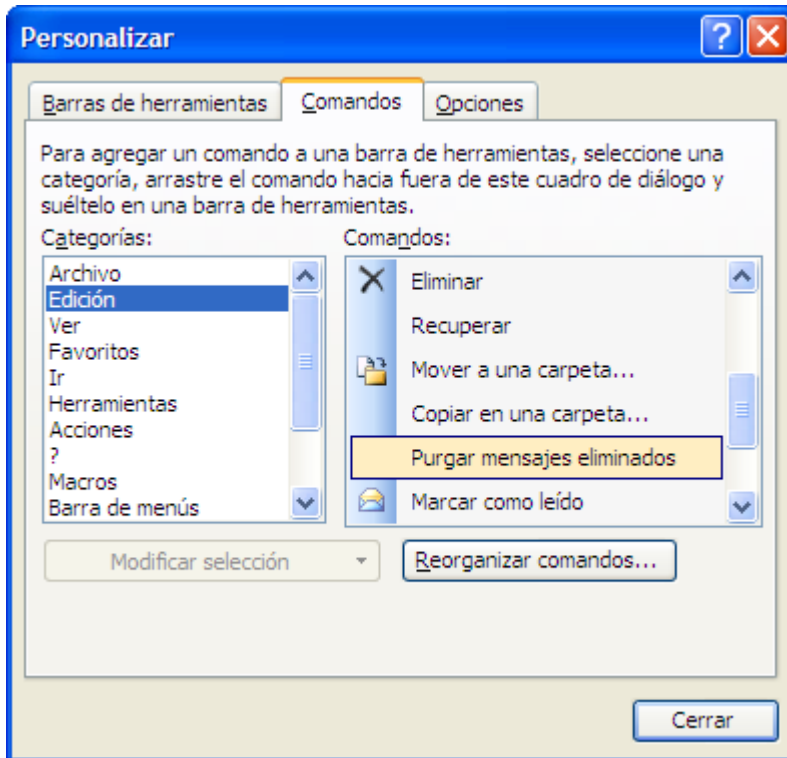 Personalizar
Barras de herramientas
Comandos
Opciones
Para agregar un comando a una barra de herramientas, seleccione una
categoría, arrastre el comando hacia fuera de este cuadro de diálogo y
suéltelo en una barra de herramientas.
Categorías:
Archivo
Edición
Ver
Favoritos
Ir
Herramientas
Acciones
?
Macros
Barra de menús
Comandos:
Eliminar
Recuperar
Mover a una carpeta...
Copiar en una carpeta...
Purgar mensajes eliminados
Marcar como leído
Modificar selección
Reorganizar comandos...
Cerrar